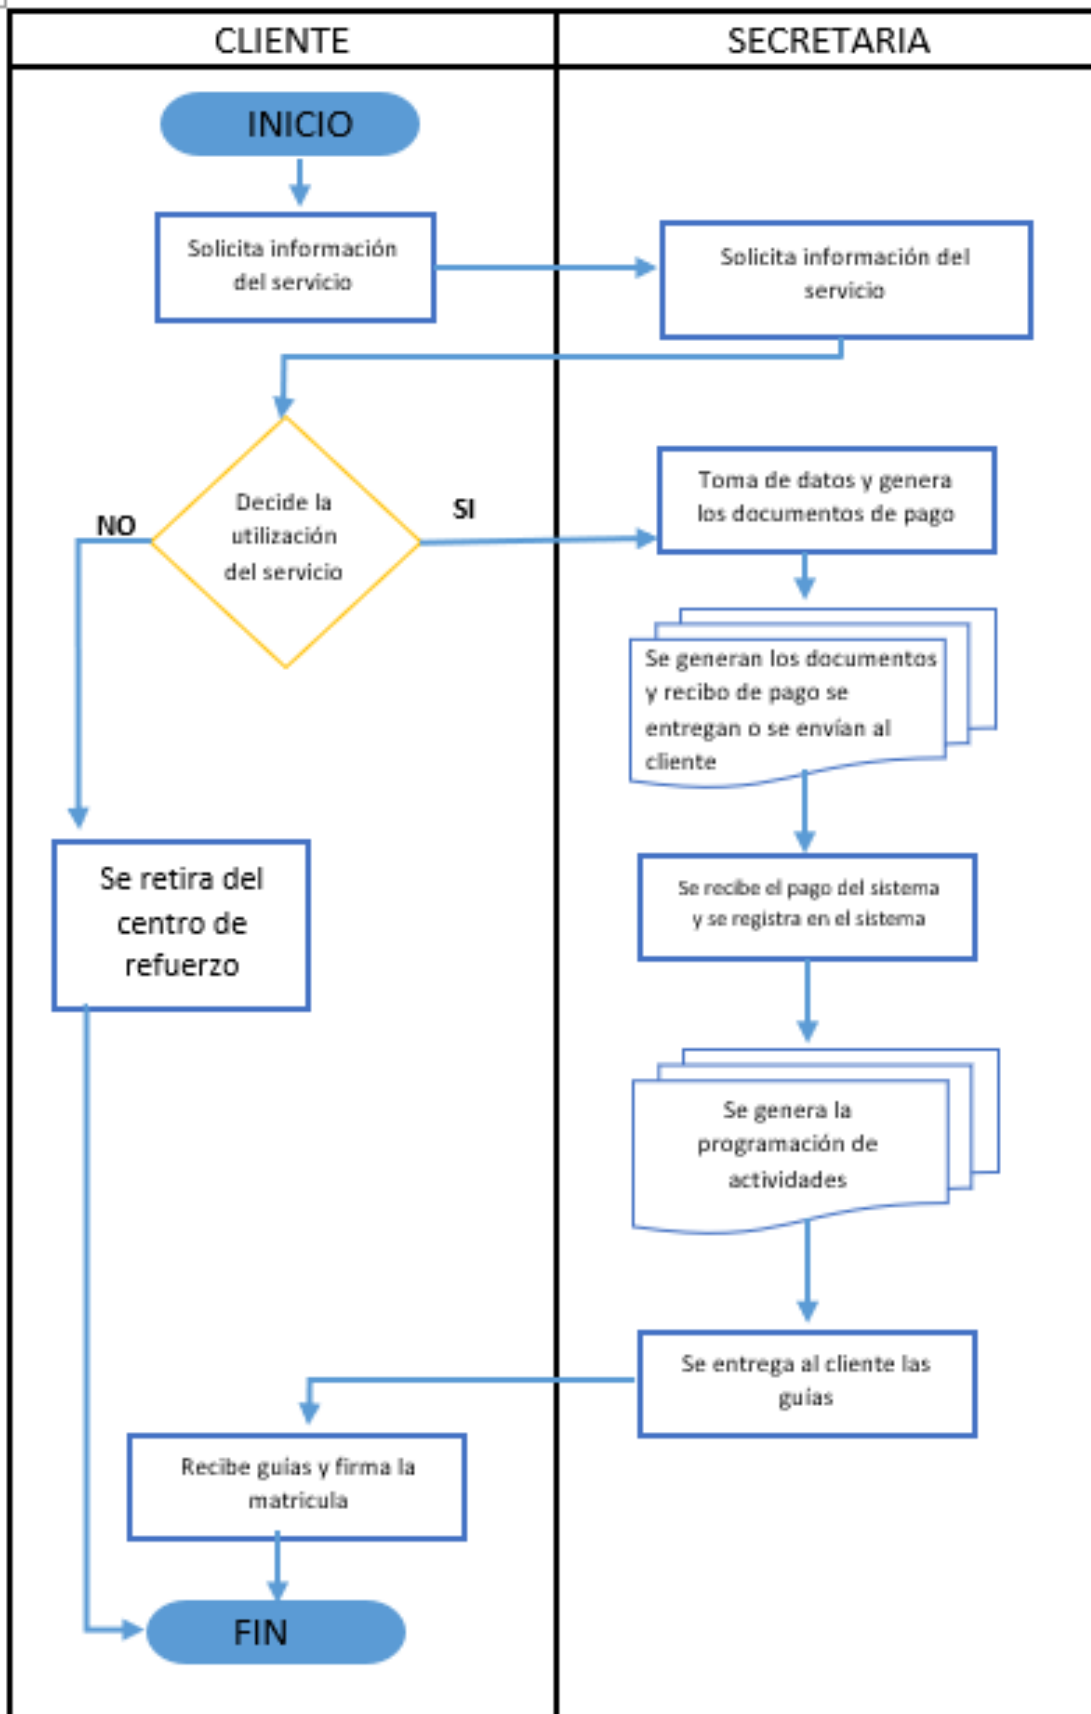 CLIENTE
SECRETARIA
INICIO
Solicita información
del servicio
Solicita información del
servicio
Decide la
utilización
del servicio
NO
SI
Toma de datos y genera
los documentos de pago
Se generan los documentos
y recibo de pago se
entregan o se envían al
cliente
Se retira del
centro de
refuerzo
Se recibe el pago del sistema
y se registra en el sistema
Se genera la
programación de
actividades
Se entrega al cliente las
guías
Recibe guías y firma la
matricula
FIN